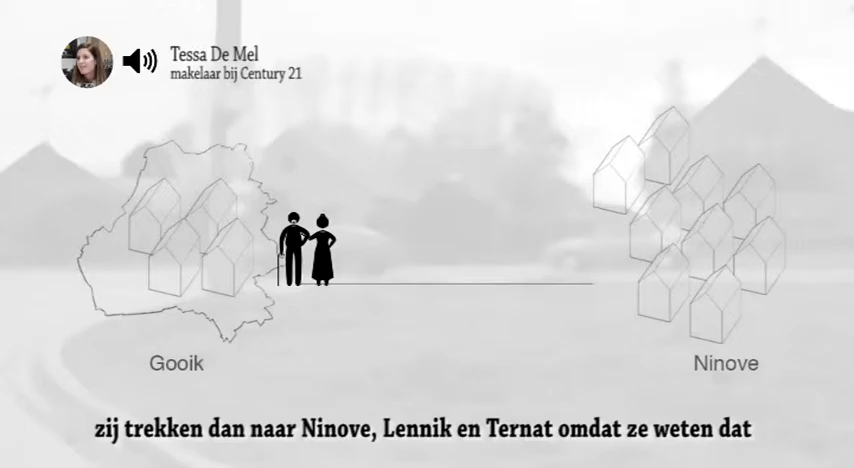 Tessa De Mel
makelaar bij Century 21
Gooik
Ninove
zij trekken dan naar Ninove, Lennik en Ternat omdat ze weten dat